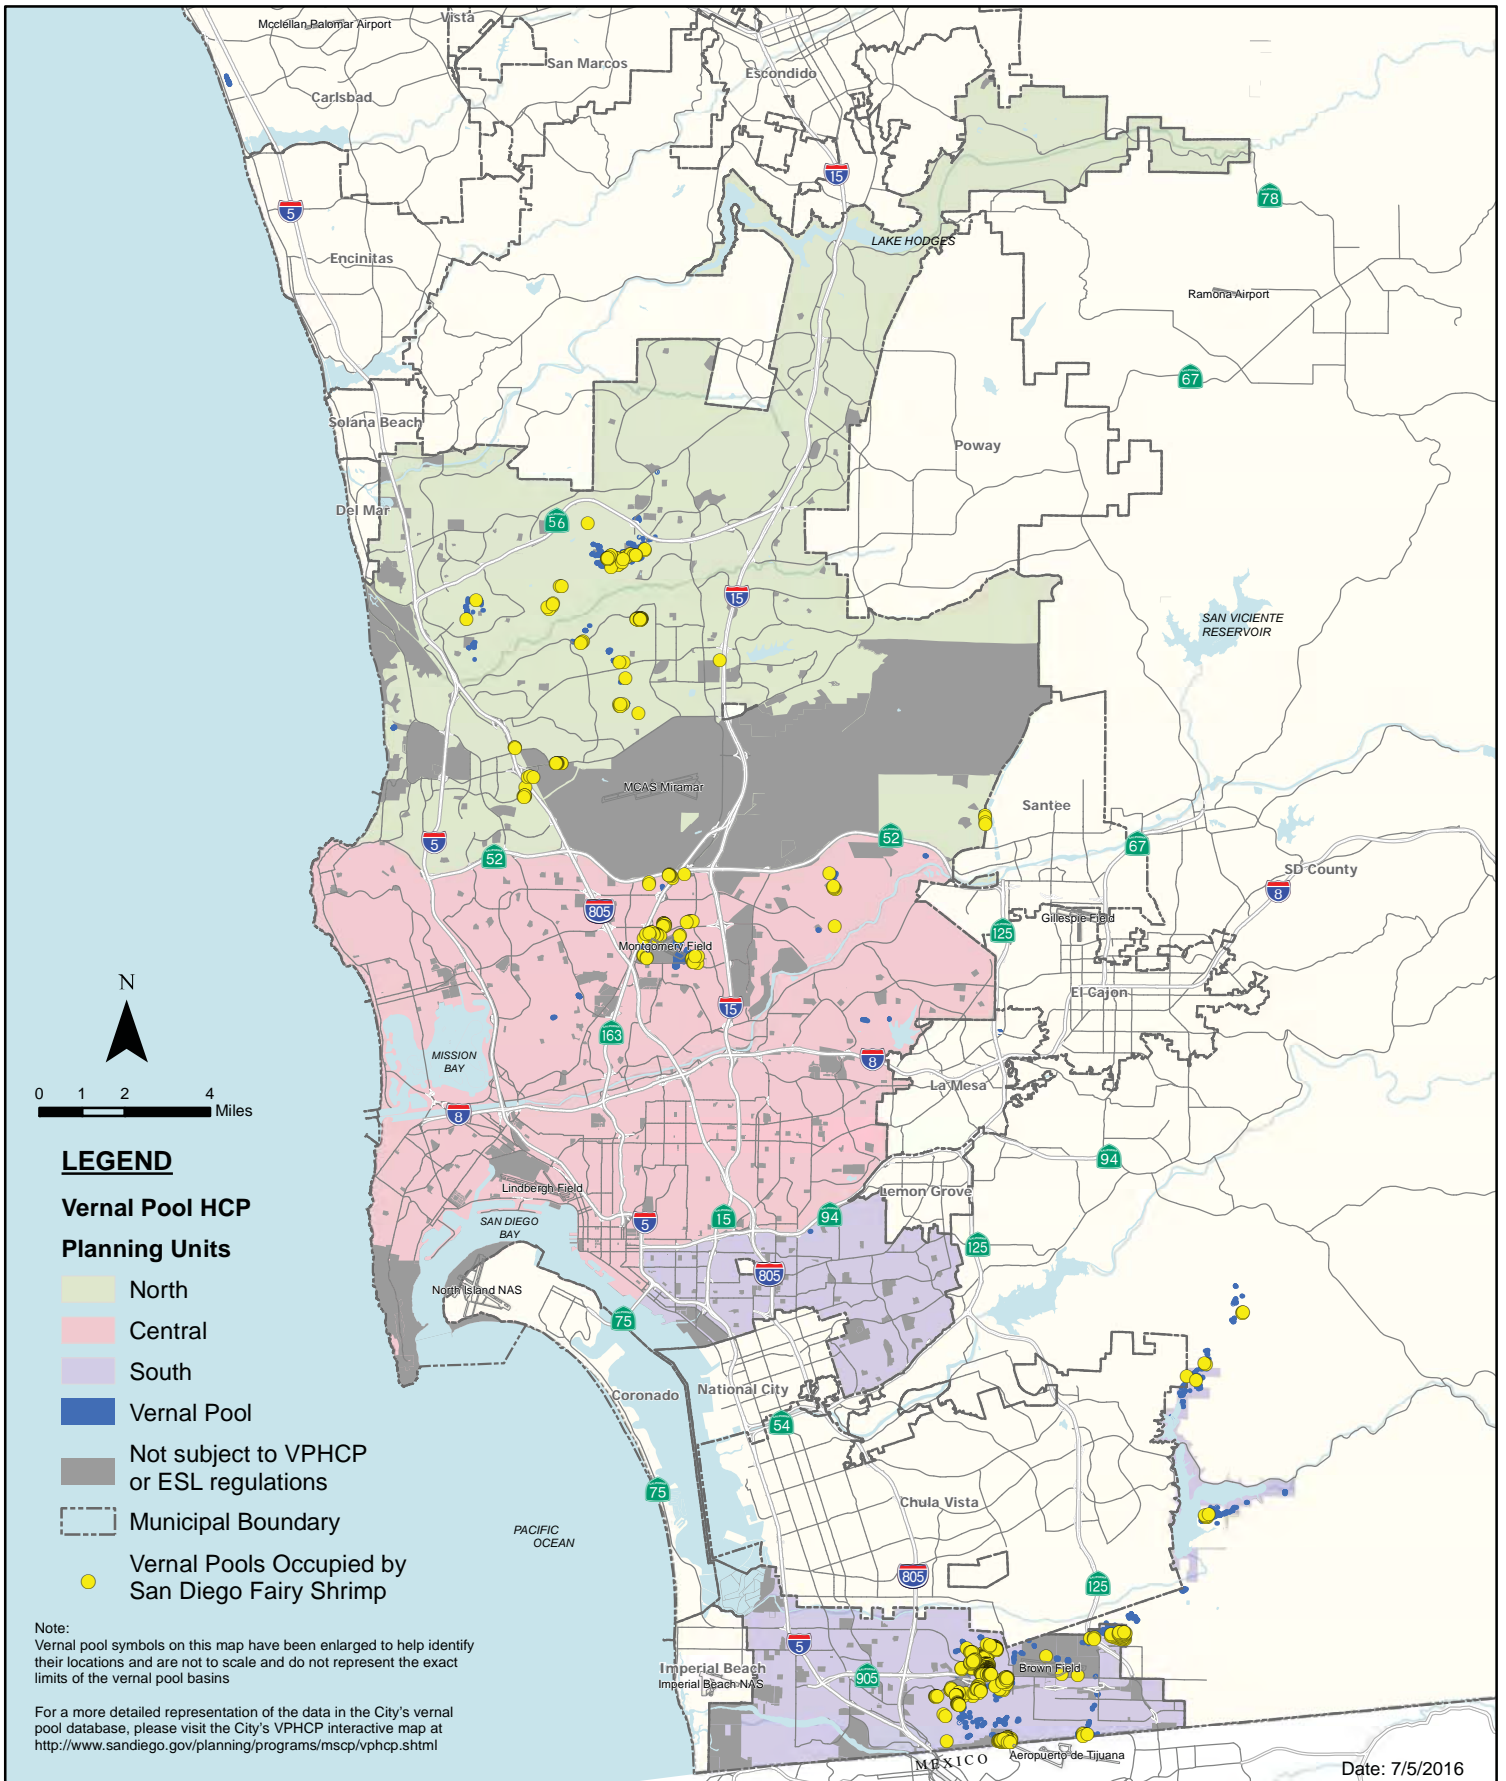 Mcclellan Palomar Airport
Vista
San Marcos
Escondido
Carlsbad
15
5
78
LAKE HODGES
Encinitas
Ramona Airport
67
Solana Beach
Poway
Del Mar
56
15
SAN VICIENTE
RESERVOIR
MCAS Miramar
Santee
5
52
52
67
SD County
8
805
Gillespie Field
125
Montgomery Field
El Cajon
N
15
163
MISSION
BAY
8
La Mesa
0 1 2 4
Miles
8
94
LEGEND
Vernal Pool HCP
Planning Units
North
Central
South
Vernal Pool
Not subject to VPHCP
or ESL regulations
Municipal Boundary
Vernal Pools Occupied by
San Diego Fairy Shrimp
Lindbergh Field
Lemon Grove
SAN DIEGO
BAY
5
15
94
125
805
North Island NAS
75
Coronado
National City
54
75
Chula Vista
PACIFIC
OCEAN
805
125
Note:
Vernal pool symbols on this map have been enlarged to help identify
their locations and are not to scale and do not represent the exact
limits of the vernal pool basins
For a more detailed representation of the data in the City's vernal
pool database, please visit the City's VPHCP interactive map at
http://www.sandiego.gov/planning/programs/mscp/vphcp.shtml
5
Imperial Beach
Imperial Beach NAS
905
Brown Field
MEXICO
Aeropuerto de Tijuana
Date: 7/5/2016